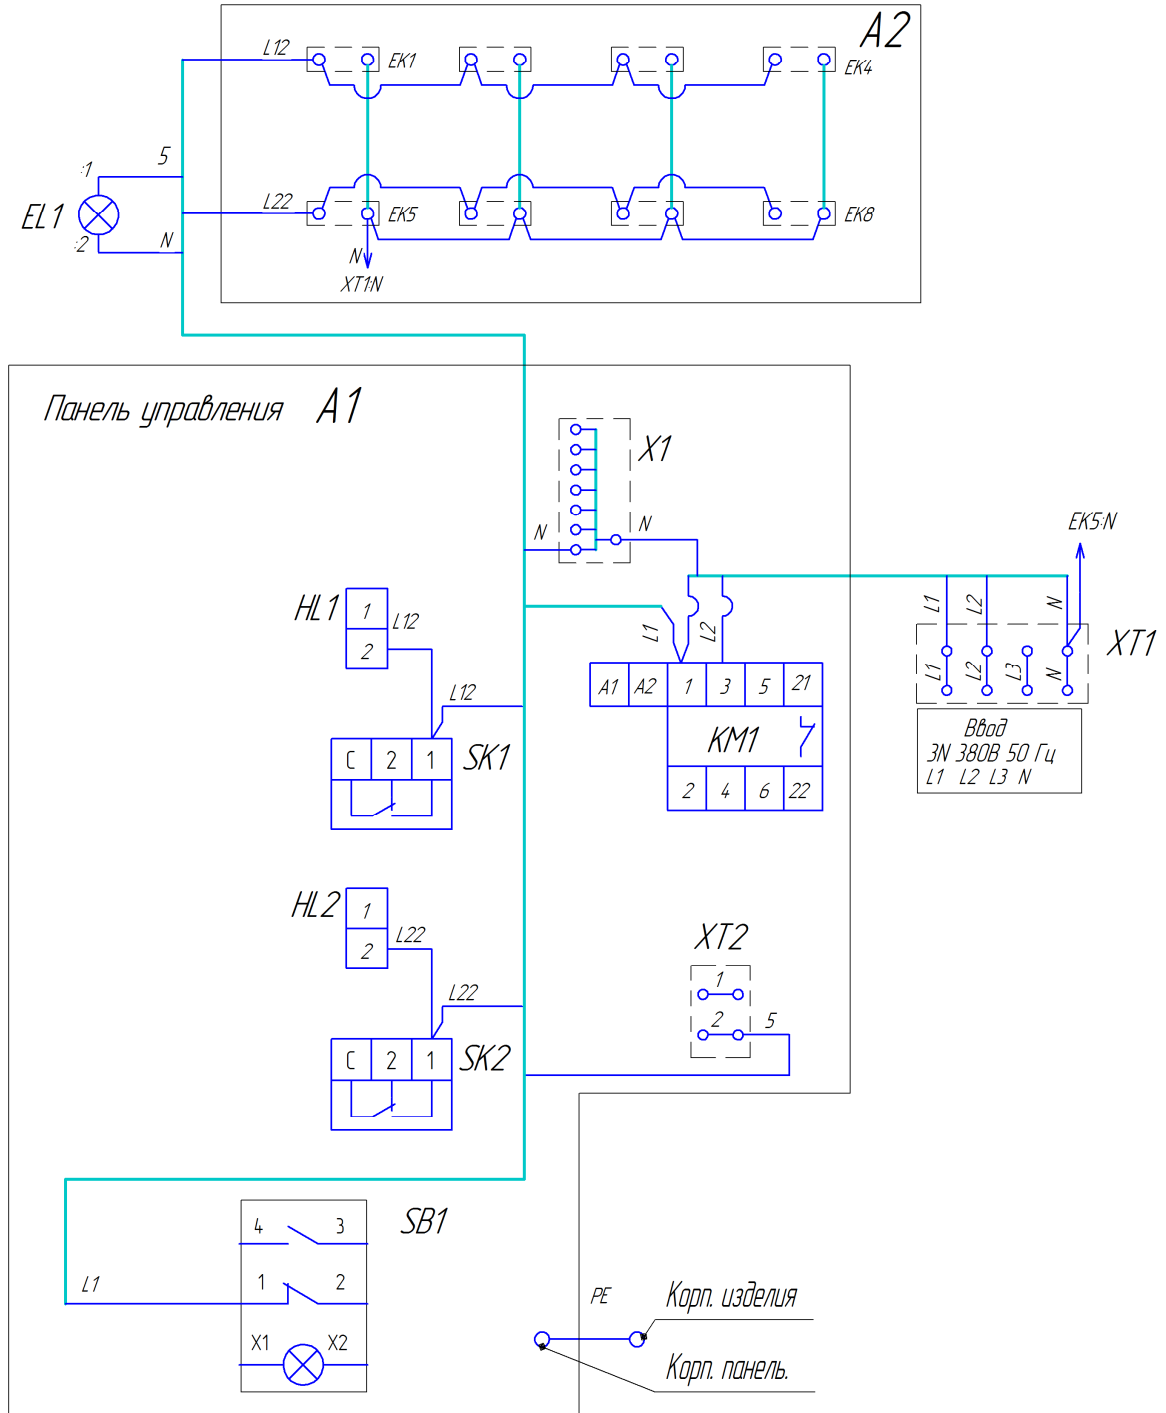 A2
L12
EK1
EK4
5
:1
EL1
L22
EK5
EK8
:2
N
N
XT1:N
Панель управления A1
X1
N
N
EK5:N
HL1
1
L12
2
L1
L2
L1
L2
N
XT1
L1
L2
L3
N
A1
A2
1
3
5
21
L12
KM1
Ввод
3N 380В 50 Гц
L1 L2 L3 N
C
2
1
SK1
2
4
6
22
HL2
1
L22
2
XT2
1
L22
2
5
C
2
1
SK2
4
3
SB1
L1
1
2
PE
Корп. изделия
X1
X2
Корп. панель.